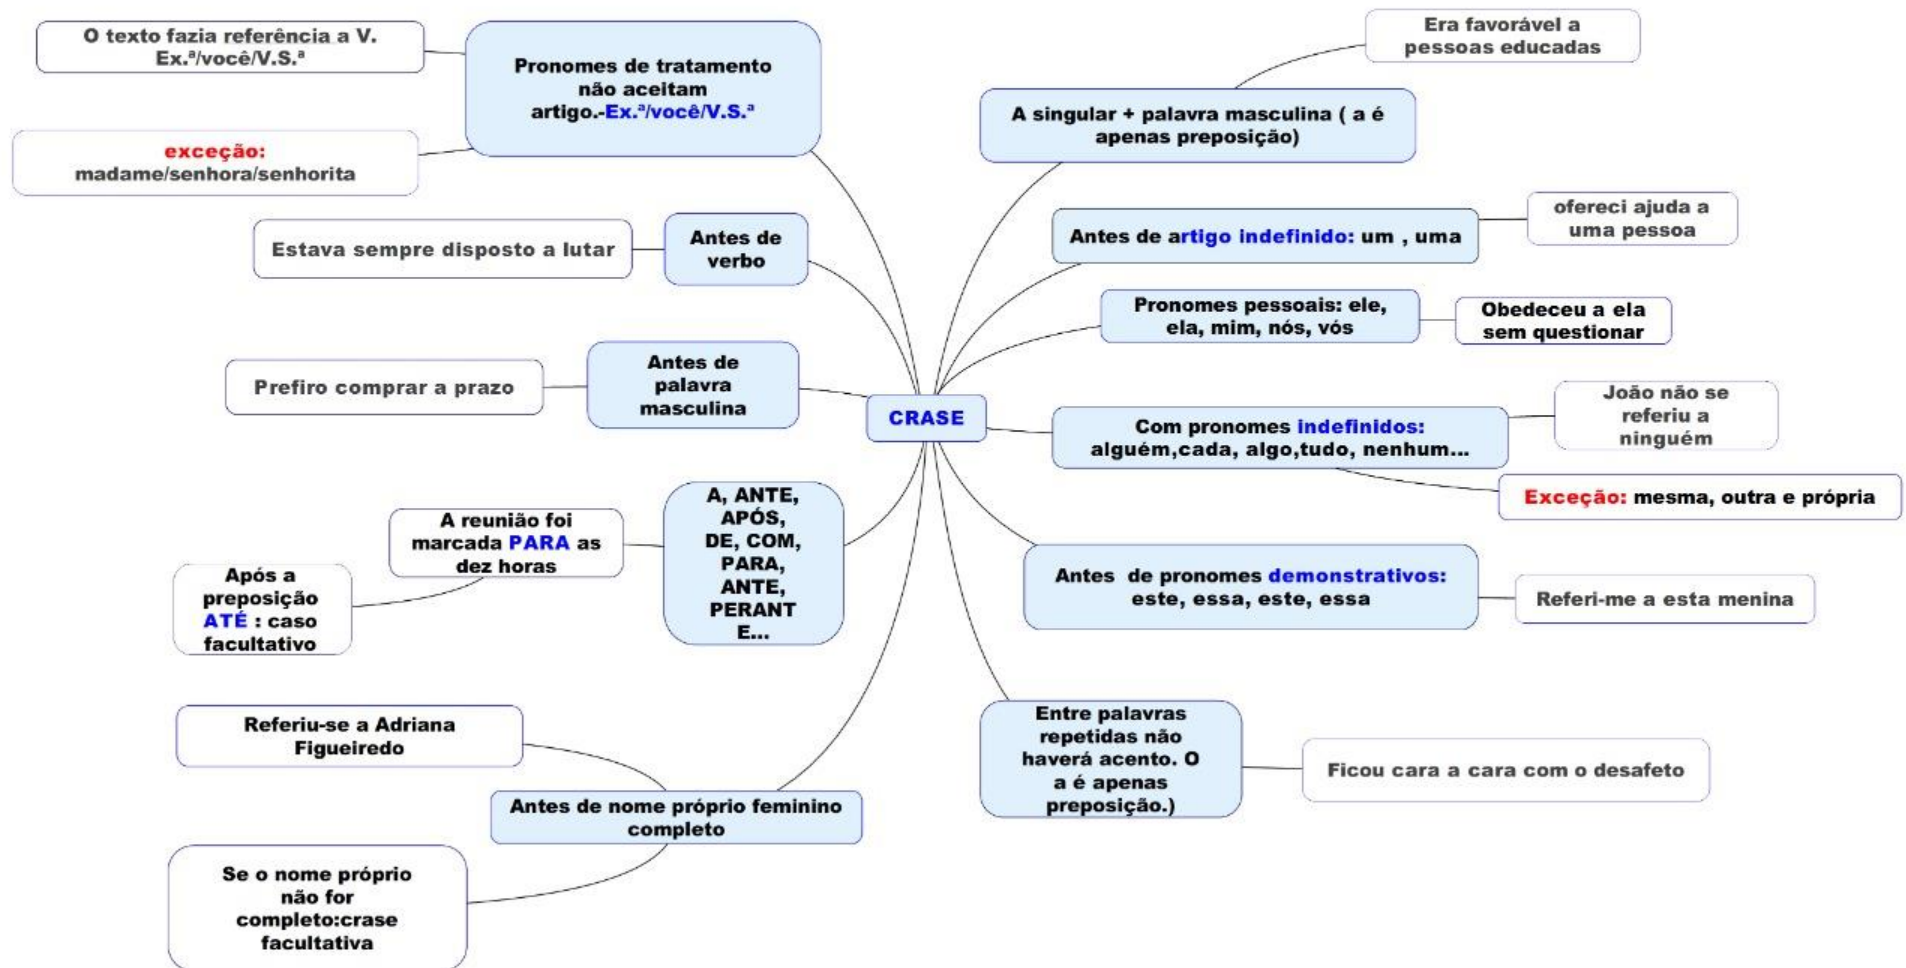 O texto fazia referência a V.
Ex.ª/você/V.S.ª
Pronomes de tratamento
não aceitam
artigo.-Ex.ª/você/V.S.ª
exceção:
madame/senhora/senhorita
Estava sempre disposto a lutar
Antes de
verbo
Prefiro comprar a prazo
Antes de
palavra
masculina
A, ANTE,
APÓS,
DE, COM,
PARA,
ANTE,
PERANT
E...
A reunião foi
marcada PARA as
dez horas
Após a
preposição
ATÉ : caso
facultativo
Referiu-se a Adriana
Figueiredo
Antes de nome próprio feminino
completo
Se o nome próprio
não for
completo:crase
facultativa
CRASE
Era favorável a
pessoas educadas
A singular + palavra masculina ( a é
apenas preposição)
Antes de artigo indefinido: um , uma
ofereci ajuda a
uma pessoa
Pronomes pessoais: ele,
ela, mim, nós, vós
Obedeceu a ela
sem questionar
Com pronomes indefinidos:
alguém,cada, algo,tudo, nenhum...
João não se
referiu a
ninguém
Exceção: mesma, outra e própria
Antes  de pronomes demonstrativos:
este, essa, este, essa
Referi-me a esta menina
Entre palavras
repetidas não
haverá acento. O
a é apenas
preposição.)
Ficou cara a cara com o desafeto